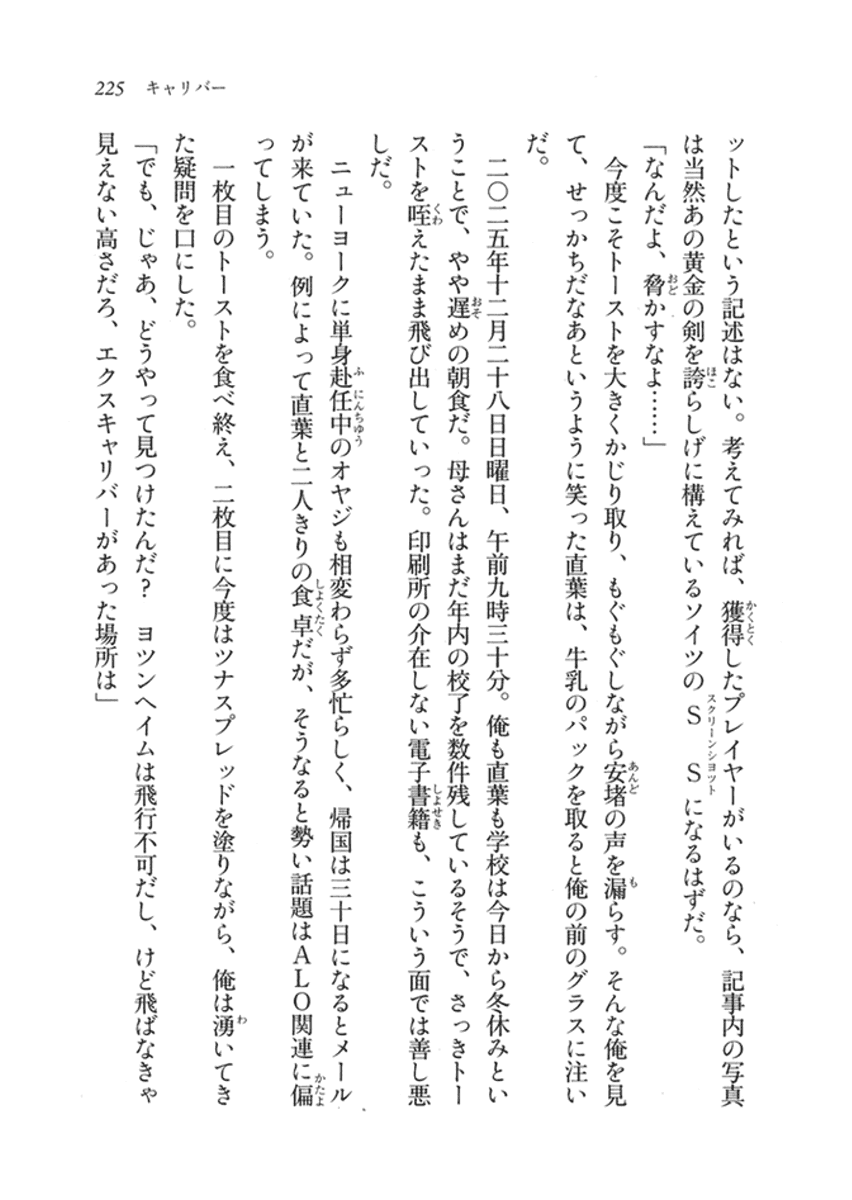 225　キャリバー
ットしたという記述はない。考えてみれば、獲得したプレイヤーがいるのなら、記事内の写真
は当然あの黄金の剣を誇らしげに構えているソイツのSSになるはずだ。
「なんだよ、脅かすなよ……」
　今度こそトーストを大きくかじり取り、もぐもぐしながら安堵の声を漏らす。そんな俺を見
て、せっかちだなあというように笑った直葉は、牛乳のパックを取ると俺の前のグラスに注い
だ。
　二〇二五年十二月二十八日日曜日、午前九時三十分。俺も直葉も学校は今日から冬休みとい
うことで、やや遅めの朝食だ。母さんはまだ年内の校了を数件残しているそうで、さっきトー
ストを咥えたまま飛び出していった。印刷所の介在しない電子書籍も、こういう面では善し悪
しだ。
　ニューヨークに単身赴任中のオヤジも相変わらず多忙らしく、帰国は三十日になるとメール
が来ていた。例によって直葉と二人きりの食卓だが、そうなると勢い話題はALO関連に偏
ってしまう。
　一枚目のトーストを食べ終え、二枚目に今度はツナスプレッドを塗りながら、俺は湧いてき
た疑問を口にした。
「でも、じゃあ、どうやって見つけたんだ？　ヨツンヘイムは飛行不可だし、けど飛ばなきゃ
見えない高さだろ、エクスキャリバーがあった場所は」